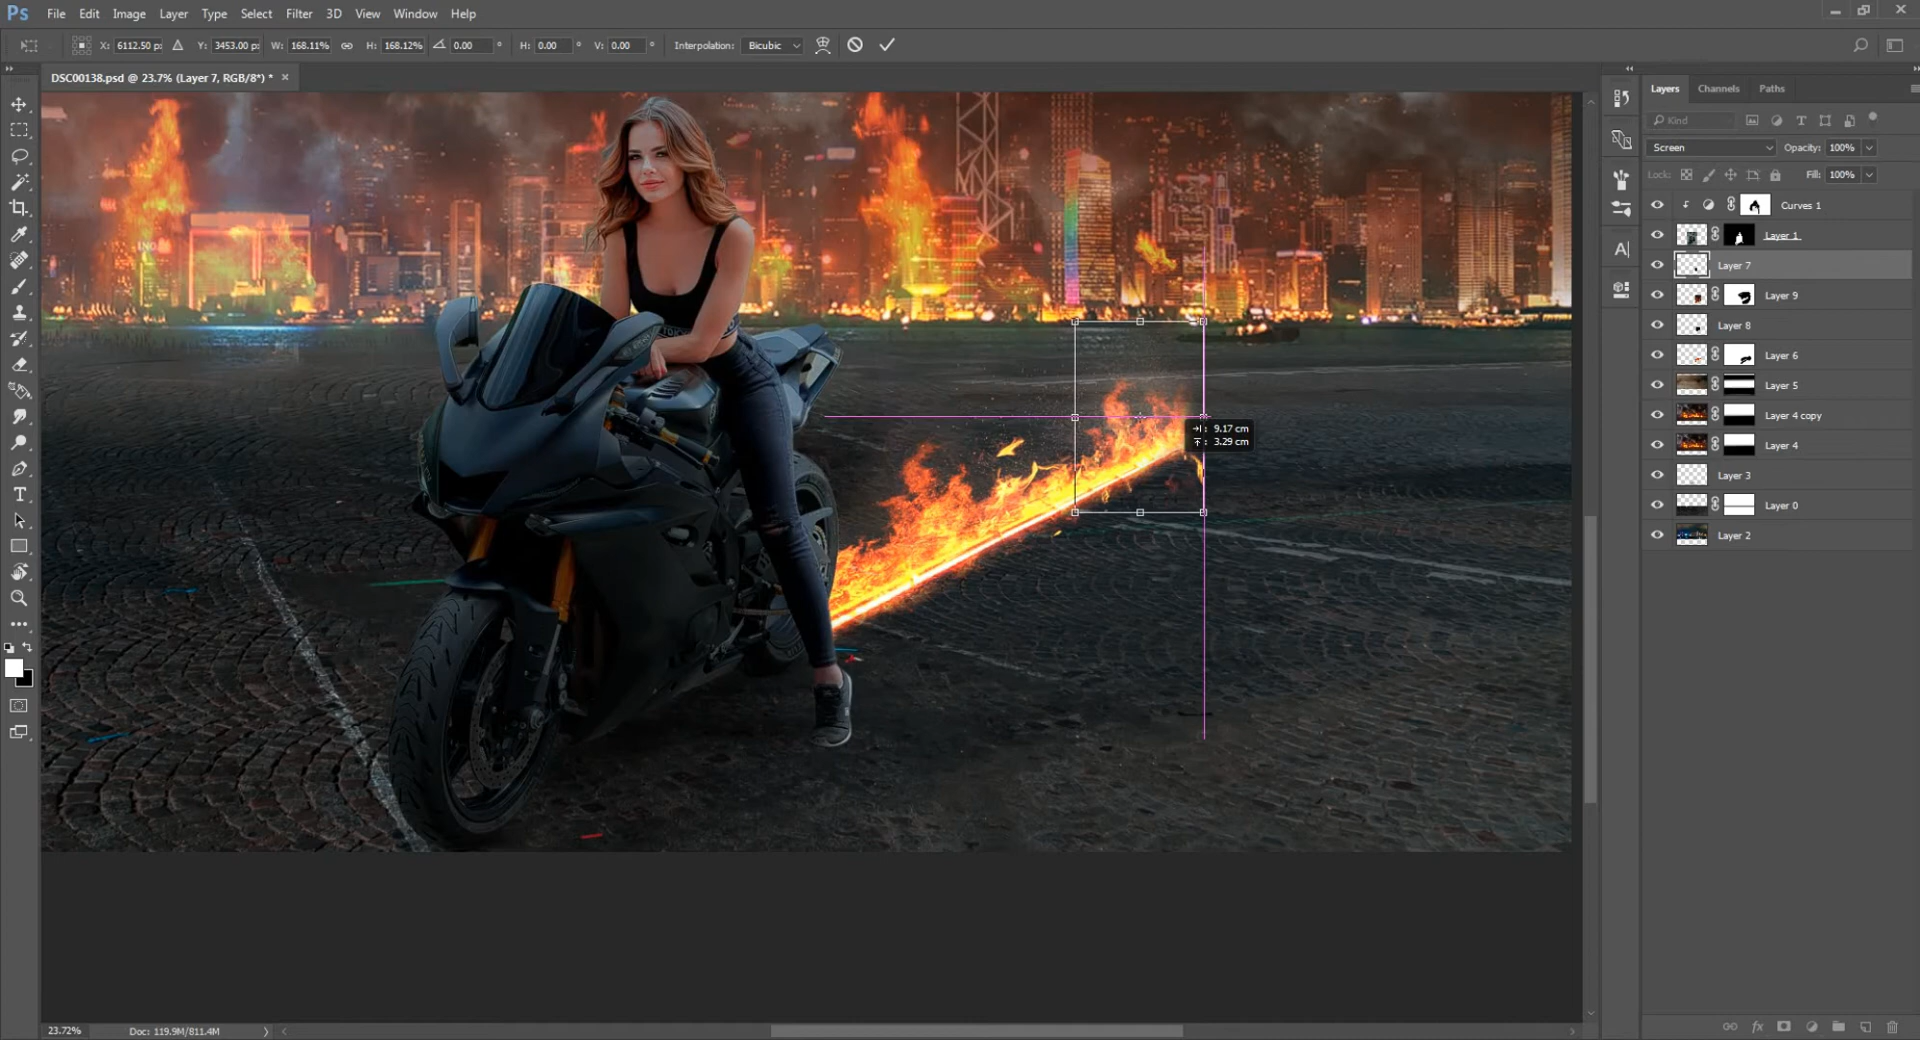 Ps File Edit Image Layer Type Select Filter 3D View Window Help
X: 6112.50 p: Y: 3453.00 p: W: 168.11% H: 168.12% 0.00 ° H: 0.00 ° V: 0.00 ° Interpolation: Bicubic
DSC00138.psd @ 23.7% (Layer 7, RGB/8*) * ×
Layers Channels Paths
Kind
Screen Opacity: 100%
Lock: Fill: 100%
Curves 1
Layer 1
Layer 7
Layer 9
Layer 8
Layer 6
Layer 5
Layer 4 copy
Layer 4
Layer 3
Layer 0
Layer 2
: 9.17 cm
: 3.29 cm
23.72% Doc: 119.9M/811.4M